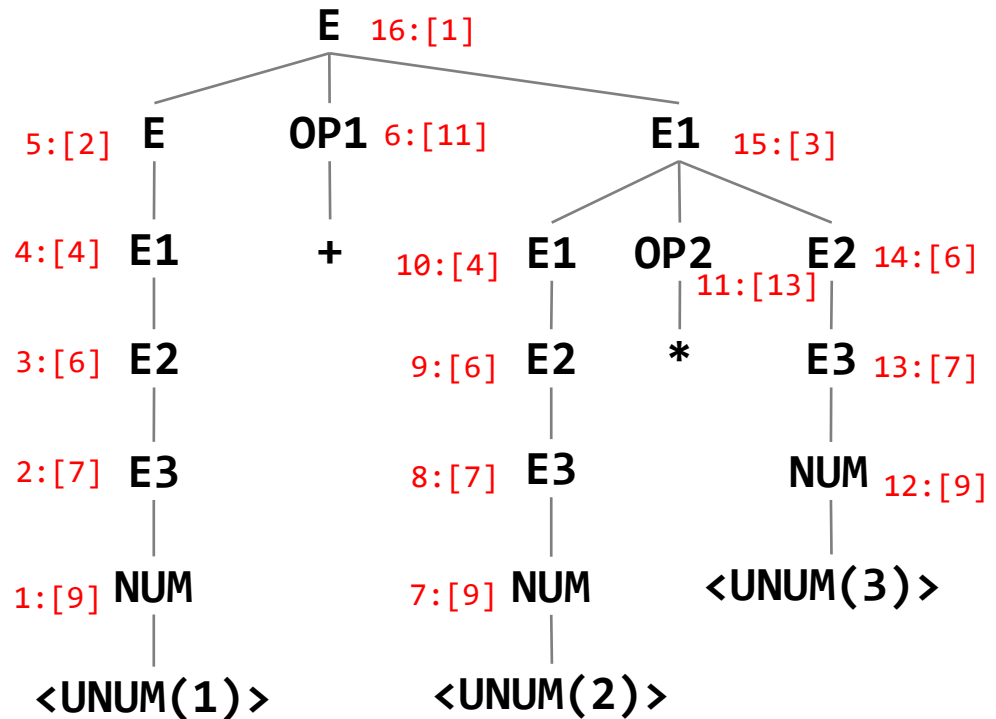 E 16:[1]
5:[2] E OP1 6:[11] E1 15:[3]
4:[4] E1 + 10:[4] E1 OP2 11:[13] E2 14:[6]
3:[6] E2 9:[6] E2 * E3 13:[7]
2:[7] E3 8:[7] E3 NUM 12:[9]
1:[9] NUM 7:[9] NUM <UNUM(3)>
<UNUM(1)> <UNUM(2)>